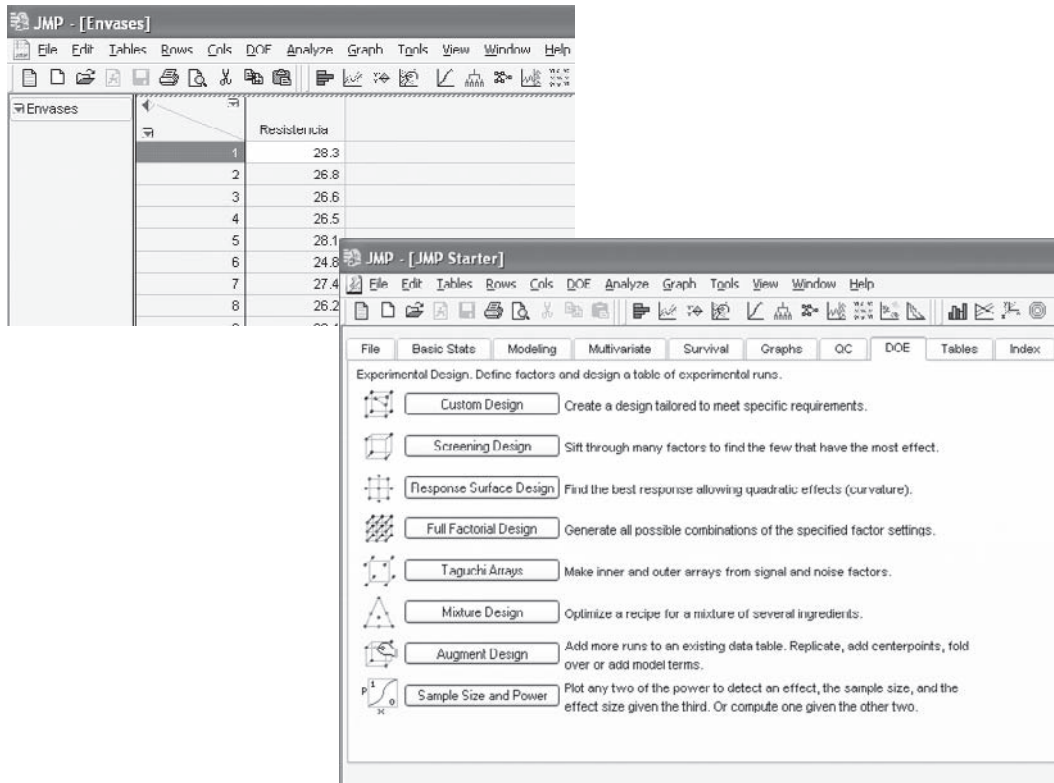 JMP - [Envases]
File Edit Tables Rows Cols DOE Analyze Graph Tools View Window Help
Envases
Resistencia
1 28.3
2 26.8
3 26.6
4 26.5
5 28.1
6 24.8
7 27.4
8 26.2
JMP - [JMP Starter]
File Edit Tables Rows Cols DOE Analyze Graph Tools View Window Help
File Basic Stats Modeling Multivariate Survival Graphs QC DOE Tables Index
Experimental Design. Define factors and design a table of experimental runs.
Custom Design Create a design tailored to meet specific requirements.
Screening Design Sift through many factors to find the few that have the most effect.
Response Surface Design Find the best response allowing quadratic effects (curvature).
Full Factorial Design Generate all possible combinations of the specified factor settings.
Taguchi Arrays Make inner and outer arrays from signal and noise factors.
Mixture Design Optimize a recipe for a mixture of several ingredients.
Augment Design Add more runs to an existing data table. Replicate, add centerpoints, fold
over or add model terms.
Sample Size and Power Plot any two of the power to detect an effect, the sample size, and the
effect size given the third. Or compute one given the other two.